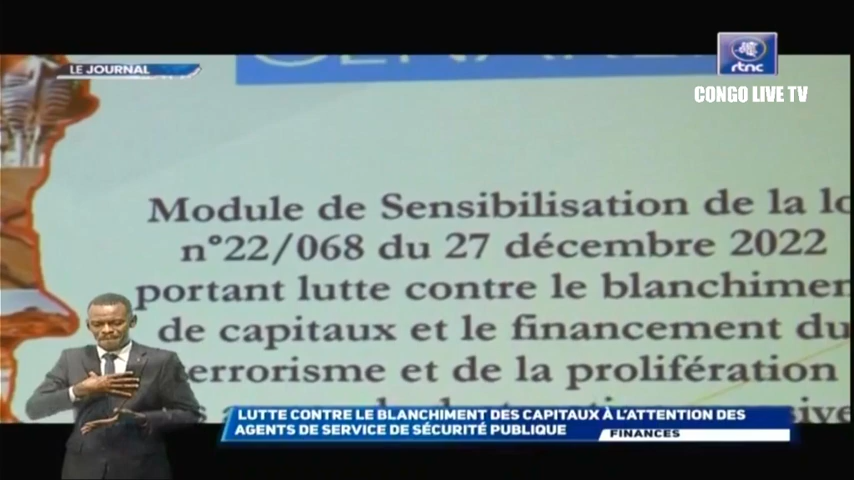 LE JOURNAL
rtnc
CONGO LIVE TV
Module de Sensibilisation de la lo
n°22/068 du 27 décembre 2022
portant lutte contre le blanchimen
de capitaux et le financement du
terrorisme et de la prolifération
LUTTE CONTRE LE BLANCHIMENT DES CAPITAUX À L'ATTENTION DES
AGENTS DE SERVICE DE SÉCURITÉ PUBLIQUE
FINANCES